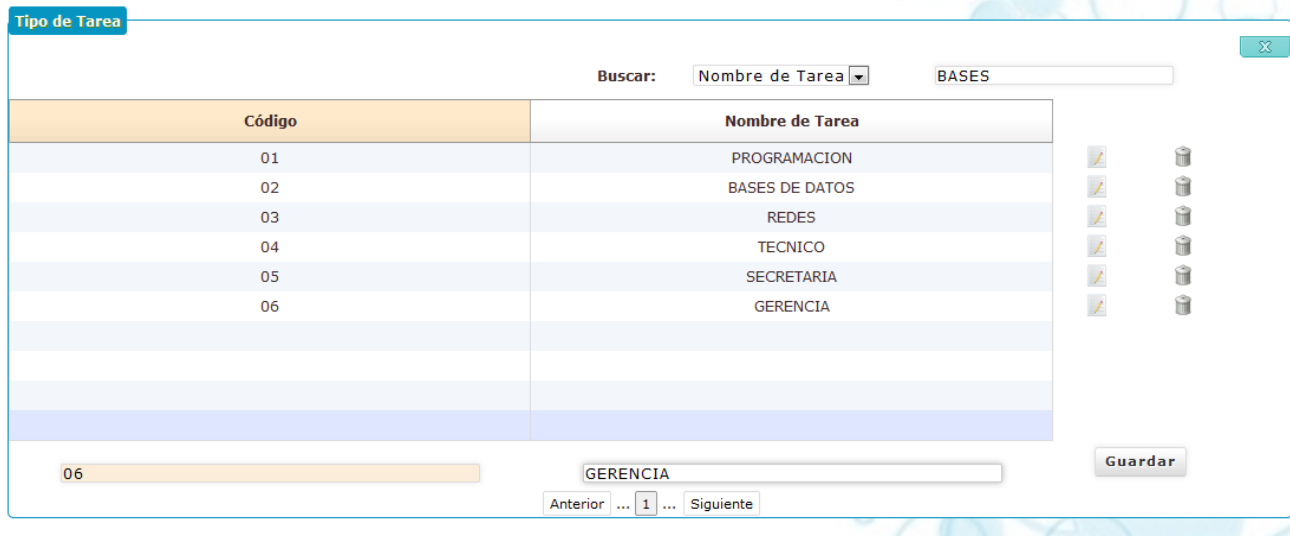 Tipo de Tarea
X
Buscar: Nombre de Tarea BASES
Código Nombre de Tarea
01 PROGRAMACION
02 BASES DE DATOS
03 REDES
04 TECNICO
05 SECRETARIA
06 GERENCIA
06 GERENCIA Guardar
Anterior ... 1 ... Siguiente